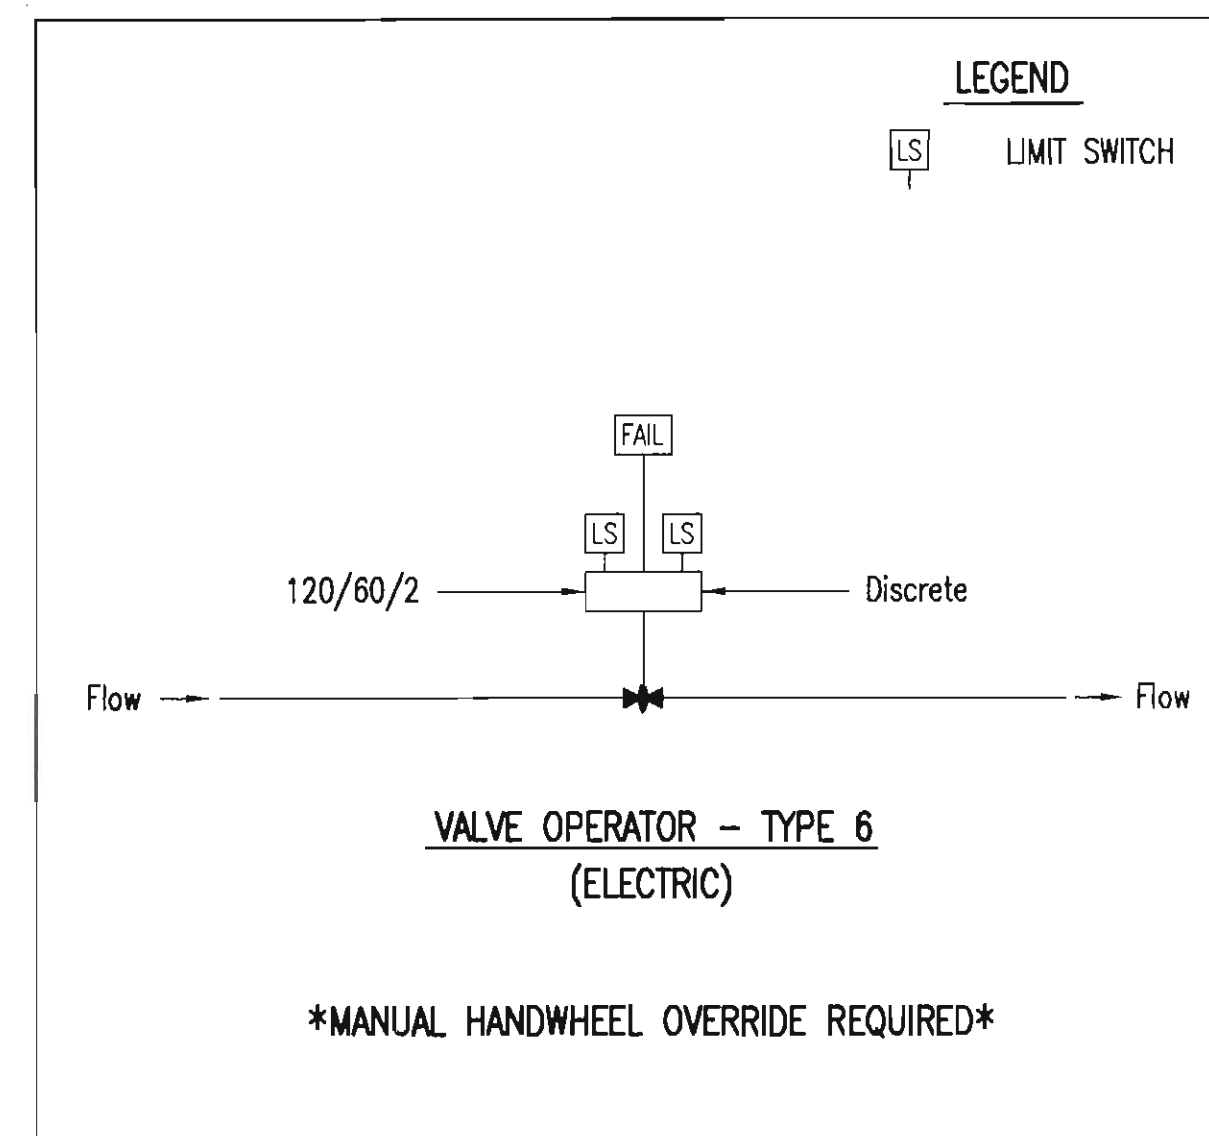 LEGEND
LS LIMIT SWITCH
FAIL
LS LS
120/60/2 Discrete
Flow Flow
VALVE OPERATOR - TYPE 6
(ELECTRIC)
*MANUAL HANDWHEEL OVERRIDE REQUIRED*